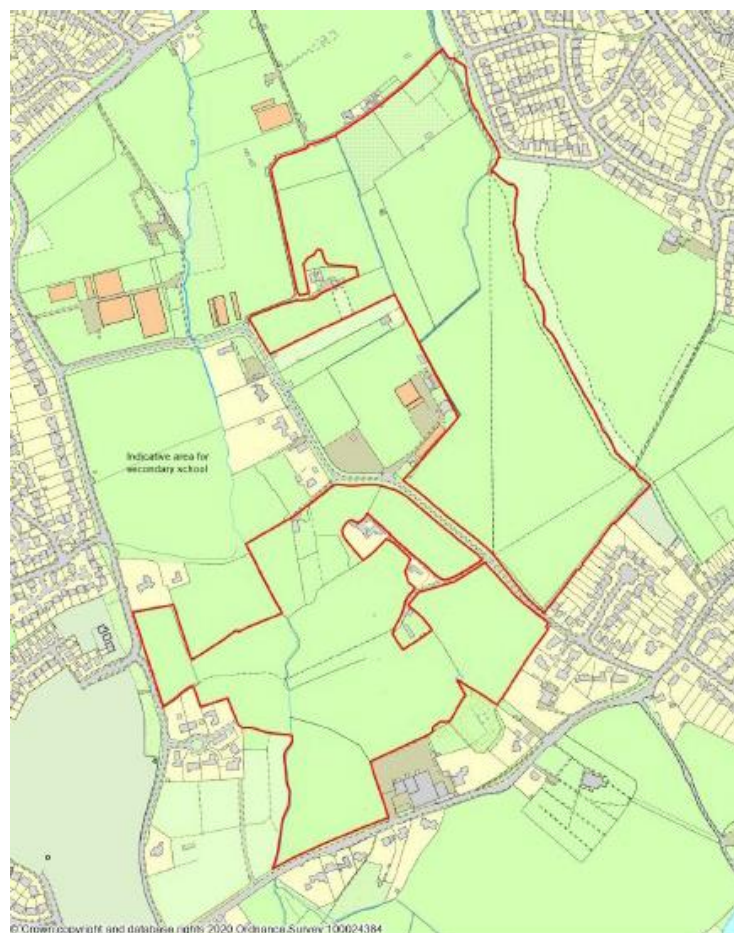 Indicative area for
secondary school
© Crown copyright and database rights 2020 Ordnance Survey 100024384